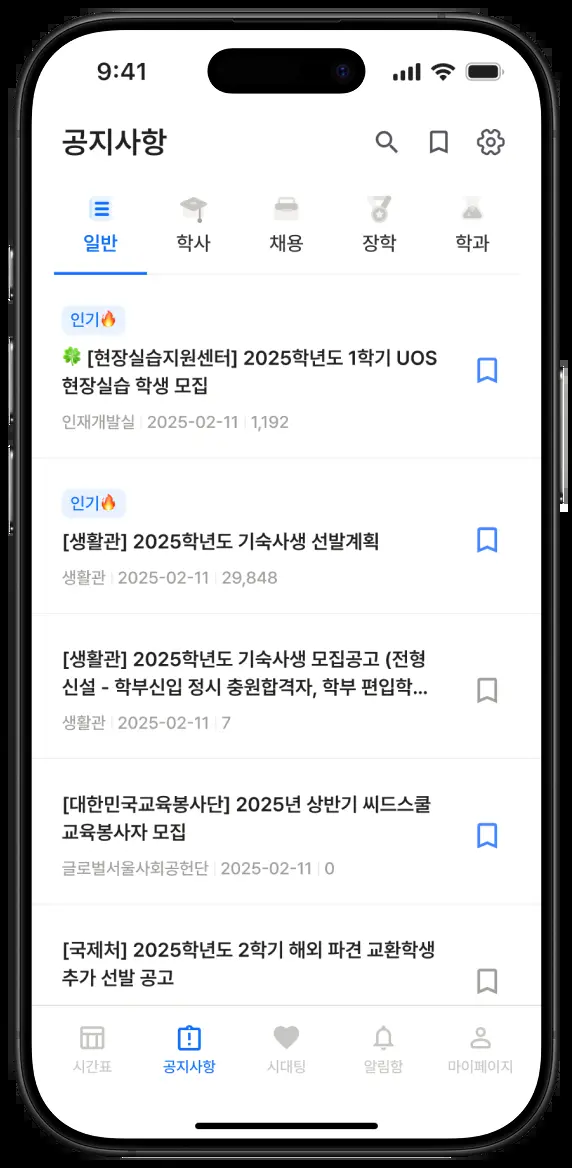 9:41
공지사항
일반 학사 채용 장학 학과
인기🔥
🍀 [현장실습지원센터] 2025학년도 1학기 UOS
현장실습 학생 모집
인재개발실 | 2025-02-11 | 1,192
인기🔥
[생활관] 2025학년도 기숙사생 선발계획
생활관 | 2025-02-11 | 29,848
[생활관] 2025학년도 기숙사생 모집공고 (전형
신설 - 학부신입 정시 충원합격자, 학부 편입학...
생활관 | 2025-02-11 | 7
[대한민국교육봉사단] 2025년 상반기 씨드스쿨
교육봉사자 모집
글로벌서울사회공헌단 | 2025-02-11 | 0
[국제처] 2025학년도 2학기 해외 파견 교환학생
추가 선발 공고
시간표 공지사항 시대팅 알림함 마이페이지